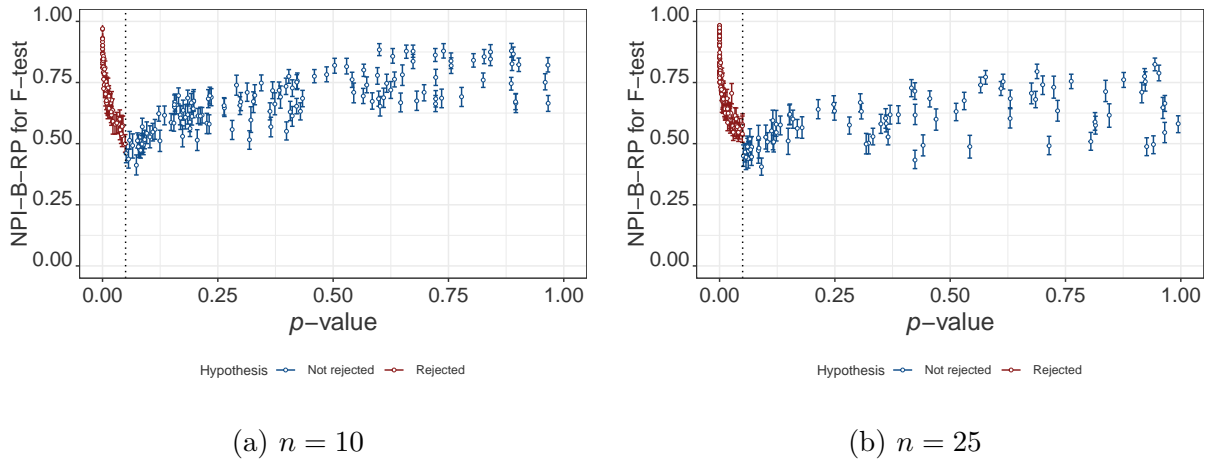 NPI−B−RP for F−test
1.00
0.75
0.50
0.25
0.00
0.00 0.25 0.50 0.75 1.00
p−value
Hypothesis Not rejected Rejected
(a) n = 10
NPI−B−RP for F−test
1.00
0.75
0.50
0.25
0.00
0.00 0.25 0.50 0.75 1.00
p−value
Hypothesis Not rejected Rejected
(b) n = 25